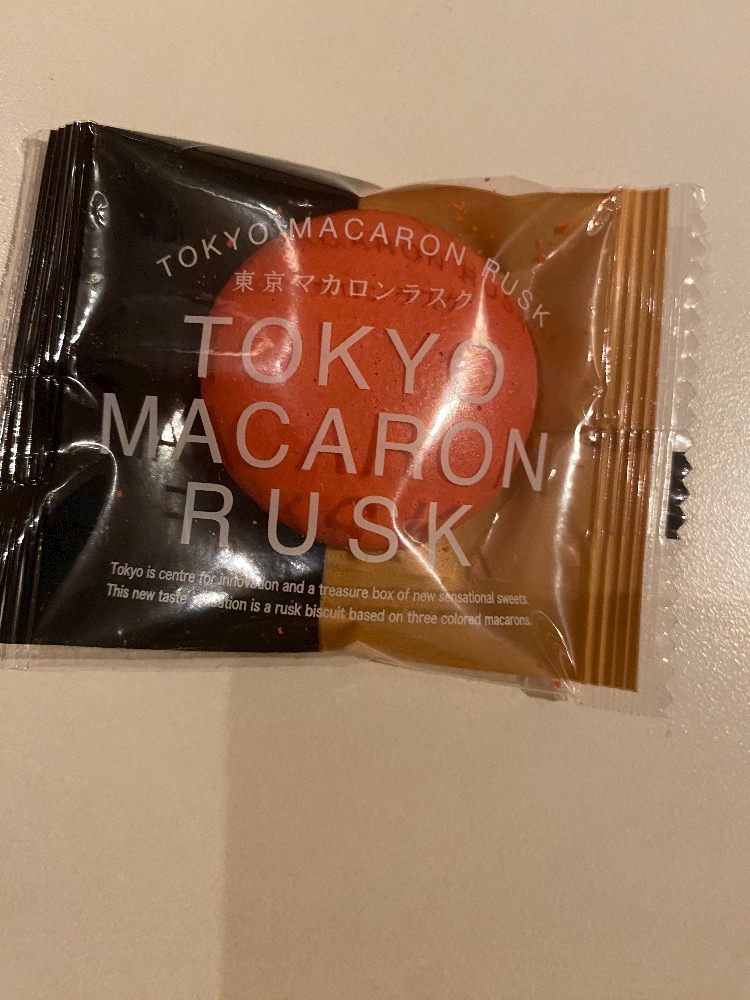 TOKYO MACARON RUSK
東京マカロンラスク
TOKYO
MACARON
RUSK
Tokyo is centre for innovation and a treasure box of new sensational sweets.
This new taste sensation is a rusk biscuit based on three colored macarons.